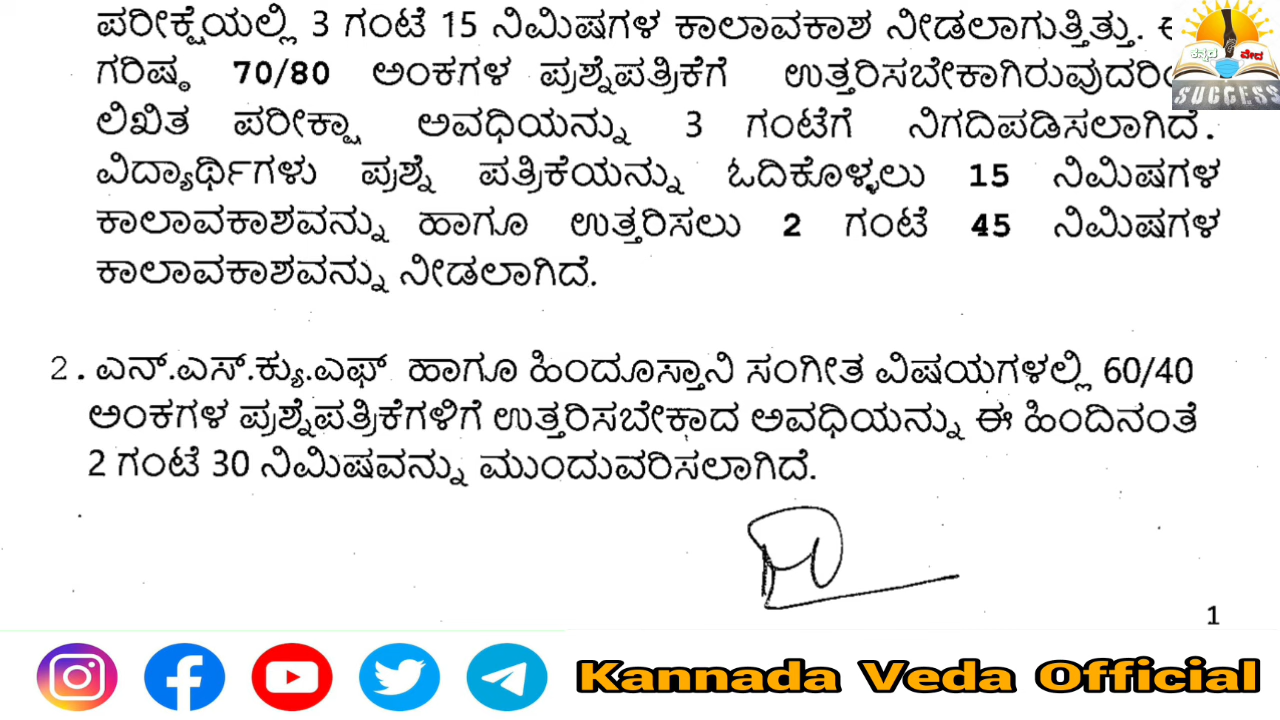 ಪರೀಕ್ಷೆಯಲ್ಲಿ 3 ಗಂಟೆ 15 ನಿಮಿಷಗಳ ಕಾಲಾವಕಾಶ ನೀಡಲಾಗುತ್ತಿತ್ತು.
ಕನ್ನಡ ವೇದ
ಗರಿಷ್ಠ 70/80 ಅಂಕಗಳ ಪ್ರಶ್ನೆಪತ್ರಿಕೆಗೆ ಉತ್ತರಿಸಬೇಕಾಗಿರುವುದರಿಂದ
SUCCESS
ಲಿಖಿತ ಪರೀಕ್ಷಾ ಅವಧಿಯನ್ನು 3 ಗಂಟೆಗೆ ನಿಗದಿಪಡಿಸಲಾಗಿದೆ.
ವಿದ್ಯಾರ್ಥಿಗಳು ಪ್ರಶ್ನೆ ಪತ್ರಿಕೆಯನ್ನು ಓದಿಕೊಳ್ಳಲು 15 ನಿಮಿಷಗಳ
ಕಾಲಾವಕಾಶವನ್ನು ಹಾಗೂ ಉತ್ತರಿಸಲು 2 ಗಂಟೆ 45 ನಿಮಿಷಗಳ
ಕಾಲಾವಕಾಶವನ್ನು ನೀಡಲಾಗಿದೆ.
2. ಎನ್.ಎಸ್.ಕ್ಯು.ಎಫ್ ಹಾಗೂ ಹಿಂದೂಸ್ತಾನಿ ಸಂಗೀತ ವಿಷಯಗಳಲ್ಲಿ 60/40
ಅಂಕಗಳ ಪ್ರಶ್ನೆಪತ್ರಿಕೆಗಳಿಗೆ ಉತ್ತರಿಸಬೇಕಾದ ಅವಧಿಯನ್ನು ಈ ಹಿಂದಿನಂತೆ
2 ಗಂಟೆ 30 ನಿಮಿಷವನ್ನು ಮುಂದುವರಿಸಲಾಗಿದೆ.
1
Kannada Veda Official